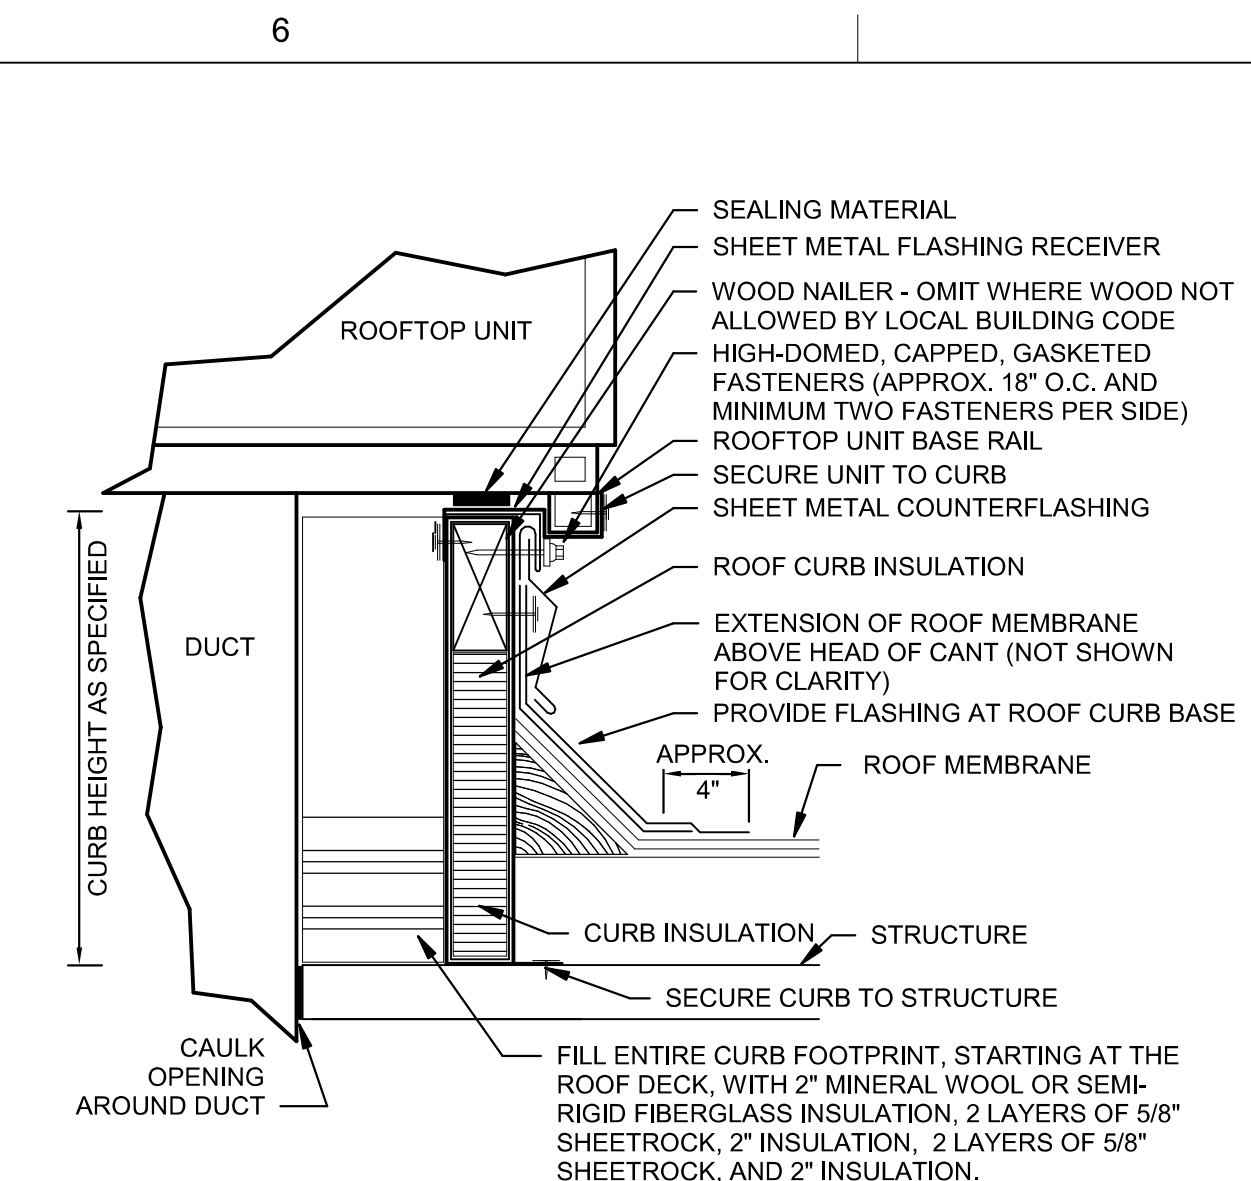 6
SEALING MATERIAL
SHEET METAL FLASHING RECEIVER
WOOD NAILER - OMIT WHERE WOOD NOT
ALLOWED BY LOCAL BUILDING CODE
HIGH-DOMED, CAPPED, GASKETED
FASTENERS (APPROX. 18" O.C. AND
MINIMUM TWO FASTENERS PER SIDE)
ROOFTOP UNIT BASE RAIL
SECURE UNIT TO CURB
SHEET METAL COUNTERFLASHING
ROOF CURB INSULATION
EXTENSION OF ROOF MEMBRANE
ABOVE HEAD OF CANT (NOT SHOWN
FOR CLARITY)
PROVIDE FLASHING AT ROOF CURB BASE
ROOFTOP UNIT
DUCT
CURB HEIGHT AS SPECIFIED
APPROX.
4"
ROOF MEMBRANE
CURB INSULATION
STRUCTURE
SECURE CURB TO STRUCTURE
CAULK
OPENING
AROUND DUCT
FILL ENTIRE CURB FOOTPRINT, STARTING AT THE
ROOF DECK, WITH 2" MINERAL WOOL OR SEMI-
RIGID FIBERGLASS INSULATION, 2 LAYERS OF 5/8"
SHEETROCK, 2" INSULATION, 2 LAYERS OF 5/8"
SHEETROCK, AND 2" INSULATION.